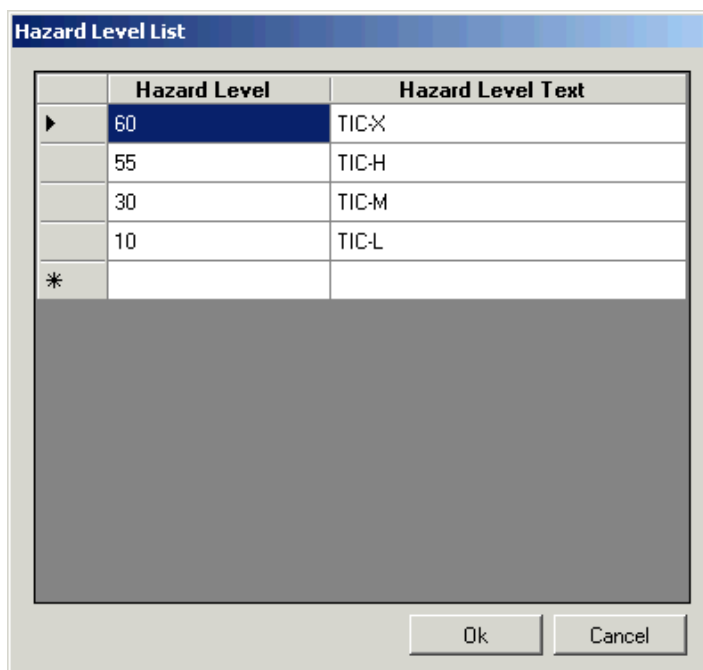 Hazard Level List
Hazard Level Hazard Level Text
60 TIC-X
55 TIC-H
30 TIC-M
10 TIC-L
Ok Cancel